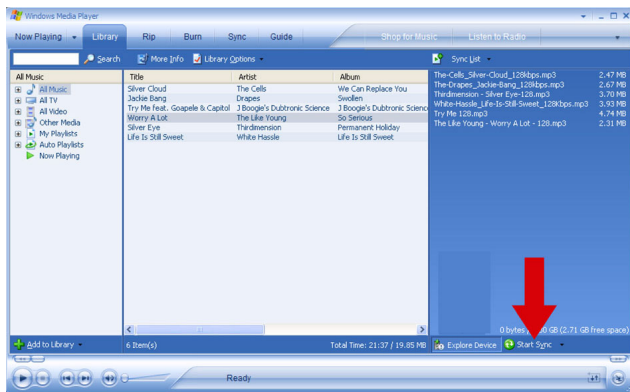 Windows Media Player
Now Playing Library Rip Burn Sync Guide Shop for Music Listen to Radio
Search More Info Library Options Sync List
All Music
All Music
All TV
All Video
Other Media
My Playlists
Auto Playlists
Now Playing
Title Artist Album
Silver Cloud The Cells We Can Replace You
Jackie Bang Drapes Swollen
Try Me feat. Goapele & Capitol J Boogie's Dubtronic Science J Boogie's Dubtronic Scienc
Worry A Lot The Like Young So Serious
Silver Eye Thirdimension Permanent Holiday
Life Is Still Sweet White Hassle Life Is Still Sweet
The-Cells_Silver-Cloud_128kbps.mp3 2.47 MB
The-Drapes_Jackie-Bang_128kbps.mp3 2.67 MB
Thirdimension - Silver Eye-128.mp3 3.70 MB
White-Hassle_Life-Is-Still-Sweet_128kbps.mp3 3.93 MB
Try Me 128.mp3 4.74 MB
The Like Young - Worry A Lot - 128.mp3 2.31 MB
0 bytes GB (2.71 GB free space)
Add to Library 6 Item(s) Total Time: 21:37 / 19.85 MB Explore Device Start Sync
Ready